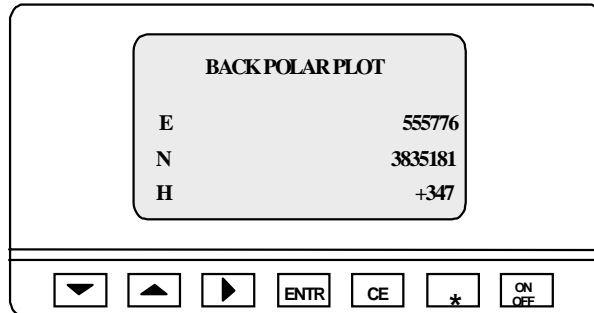 BACK POLAR PLOT
E 555776
N 3835181
H +347
ENTR CE * ON OFF